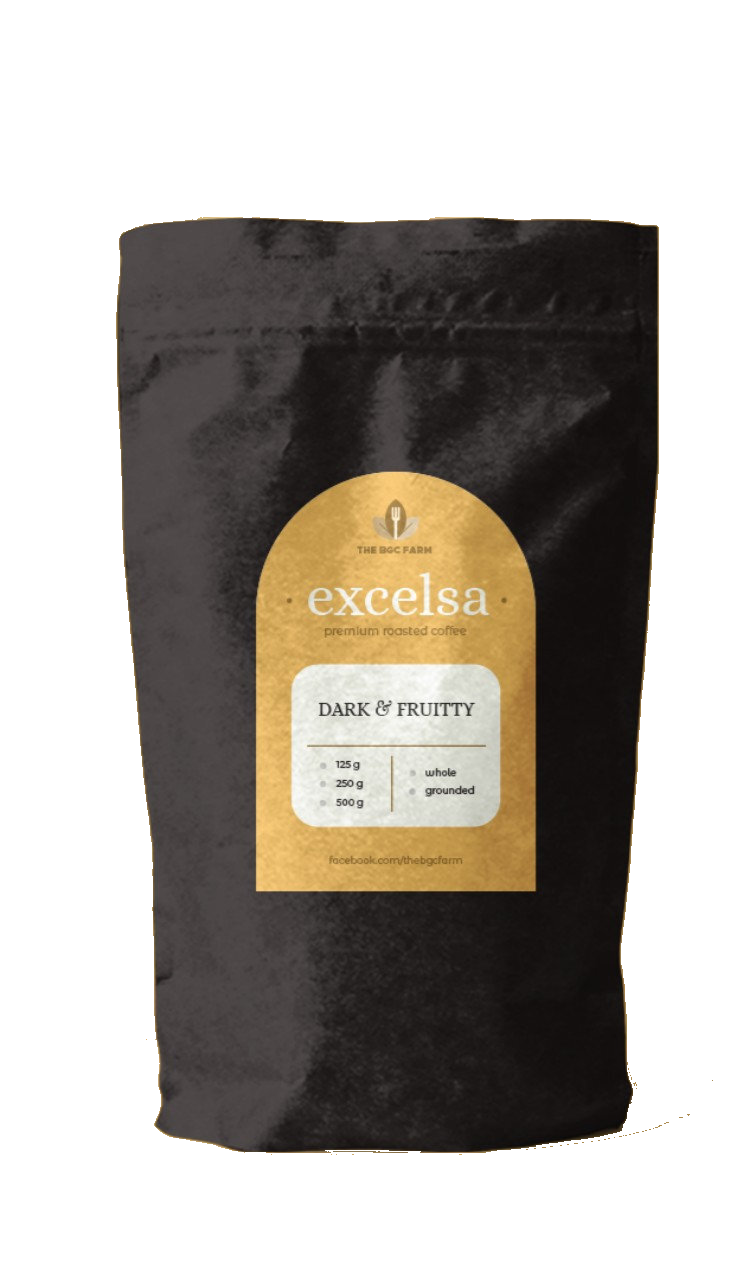 THE BGC FARM
excelsa
premium roasted coffee
DARK & FRUITTY
125 g
250 g
500 g
whole
grounded
facebook.com/thebgcfarm